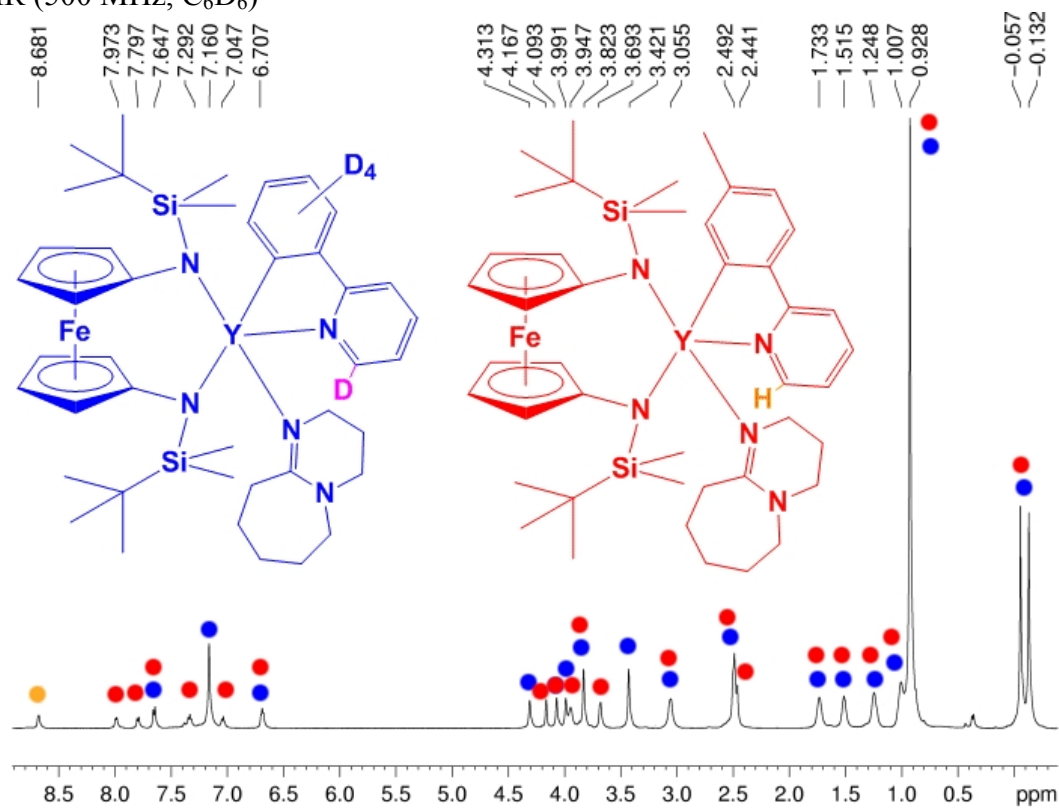 (500 MHz, C₆D₆)
8.681 7.973 7.797 7.647 7.292 7.160 7.047 6.707 4.313 4.167 4.093 3.991 3.947 3.823 3.693 3.421 3.055 2.492 2.441 1.733 1.515 1.248 1.007 0.928 −0.057 −0.132
D₄
Si
N
Fe
Y
N
D
N
N
Si
N
Si
N
Fe
Y
N
H
N
N
Si
N
8.5 8.0 7.5 7.0 6.5 6.0 5.5 5.0 4.5 4.0 3.5 3.0 2.5 2.0 1.5 1.0 0.5 ppm